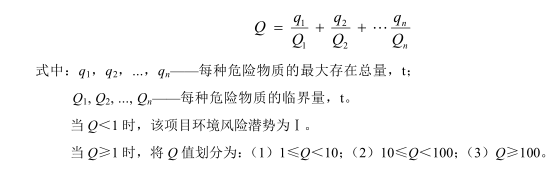 Q = q₁/Q₁ + q₂/Q₂ + ⋯ qₙ/Qₙ
式中：q₁，q₂，...，qₙ——每种危险物质的最大存在总量，t；
Q₁, Q₂, ..., Qₙ——每种危险物质的临界量，t。
当 Q＜1 时，该项目环境风险潜势为Ⅰ。
当 Q≥1 时，将 Q 值划分为：（1）1≤Q<10；（2）10≤Q<100；（3）Q≥100。